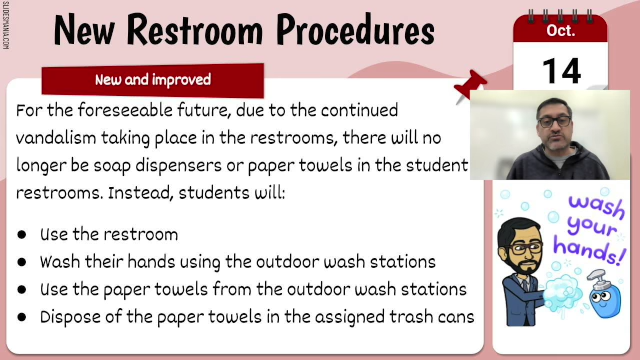 SLIDESMANIA.COM
New Restroom Procedures
Oct.
14
New and improved
For the foreseeable future, due to the continued
vandalism taking place in the restrooms, there will no
longer be soap dispensers or paper towels in the student
restrooms. Instead, students will:
● Use the restroom
● Wash their hands using the outdoor wash stations
● Use the paper towels from the outdoor wash stations
● Dispose of the paper towels in the assigned trash cans
wash
your
hands!